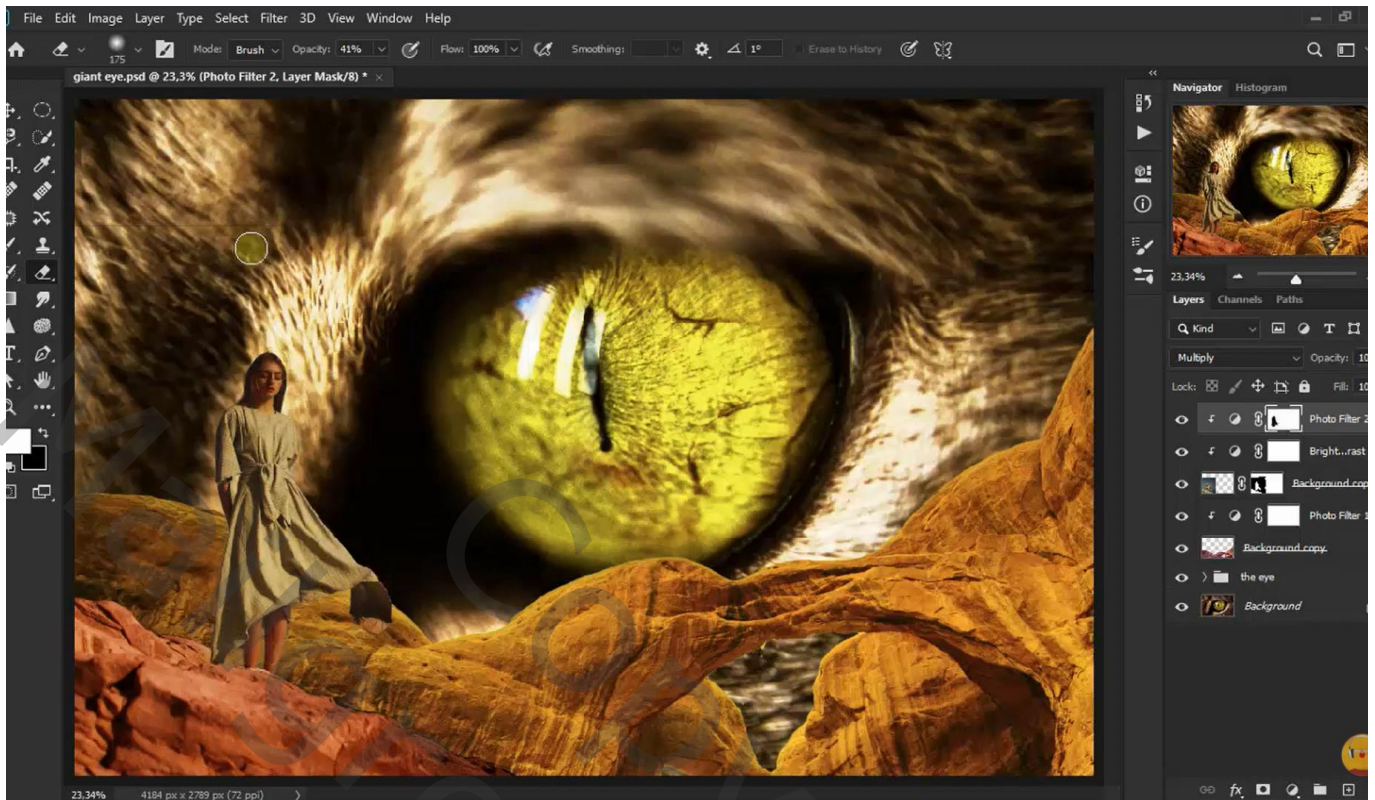 File Edit Image Layer Type Select Filter 3D View Window Help
175 Mode: Brush Opacity: 41% Flow: 100% Smoothing: 1° Erase to History
giant eye.psd @ 23,3% (Photo Filter 2, Layer Mask/8) * ×
Navigator Histogram
23,34%
Layers Channels Paths
Kind
Multiply Opacity: 10
Lock: Fill: 10
Photo Filter 2
Bright...rast
Background cop
Photo Filter 1
Background copy
the eye
Background
23,34% 4184 px x 2789 px (72 ppi)